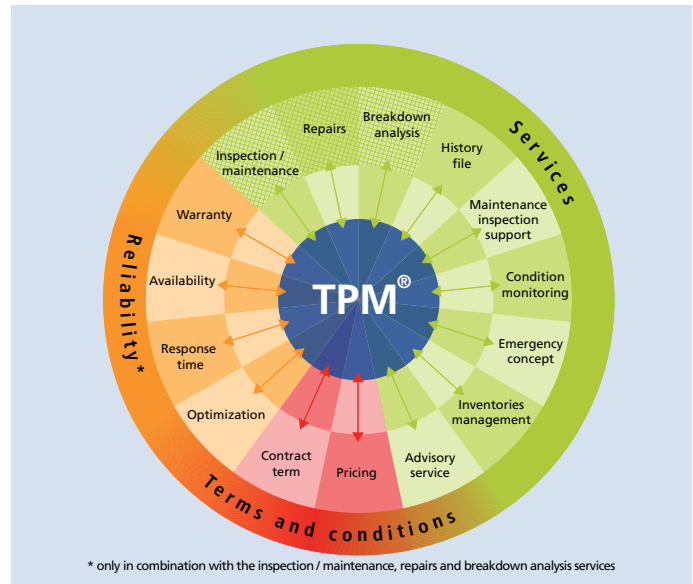 Services
Repairs
Breakdown
analysis
History
file
Maintenance
inspection
support
Condition
monitoring
Emergency
concept
Inventories
management
Advisory
service
Pricing
Contract
term
Optimization
Response
time
Availability
Warranty
Inspection /
maintenance
TPM®
Reliability *
Terms and conditions
* only in combination with the inspection / maintenance, repairs and breakdown analysis services